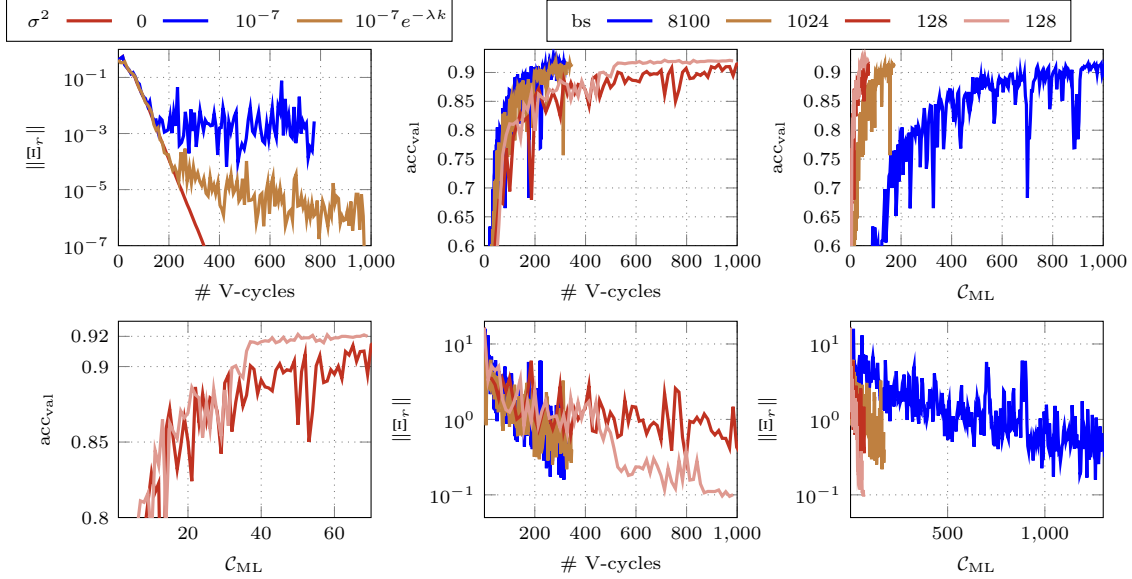 σ² 0 10⁻⁷ 10⁻⁷e^{−λk}
bs 8100 1024 128 128
10⁻¹
10⁻³
10⁻⁵
10⁻⁷
||Ξᵣ||
0 200 400 600 800 1,000
# V-cycles
0.9
0.85
0.8
0.75
0.7
0.65
0.6
acc_val
0 200 400 600 800 1,000
# V-cycles
0.9
0.85
0.8
0.75
0.7
0.65
0.6
acc_val
0 200 400 600 800 1,000
𝒞_ML
0.92
0.9
0.85
0.8
acc_val
20 40 60
𝒞_ML
10¹
10⁰
10⁻¹
||Ξᵣ||
0 200 400 600 800 1,000
# V-cycles
10¹
10⁰
10⁻¹
||Ξᵣ||
500 1,000
𝒞_ML